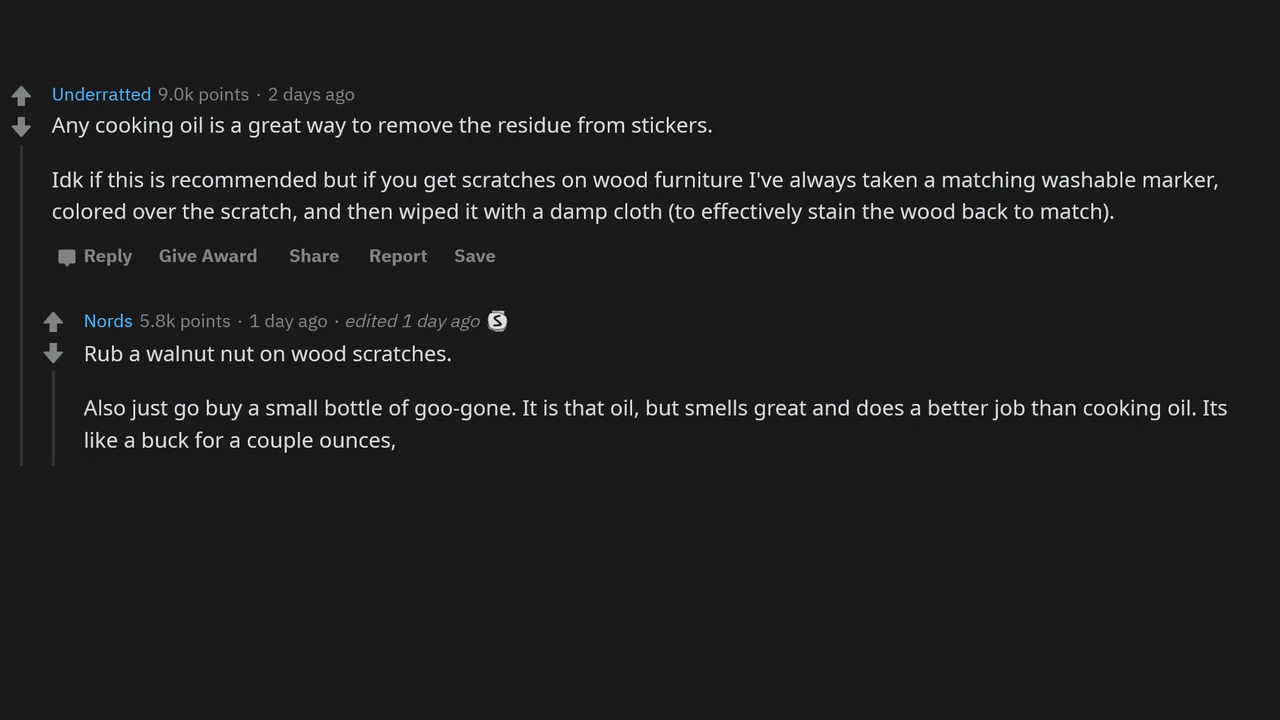 Underratted 9.0k points · 2 days ago
Any cooking oil is a great way to remove the residue from stickers.
Idk if this is recommended but if you get scratches on wood furniture I've always taken a matching washable marker,
colored over the scratch, and then wiped it with a damp cloth (to effectively stain the wood back to match).
Reply Give Award Share Report Save
Nords 5.8k points · 1 day ago · edited 1 day ago S
Rub a walnut nut on wood scratches.
Also just go buy a small bottle of goo-gone. It is that oil, but smells great and does a better job than cooking oil. Its
like a buck for a couple ounces,